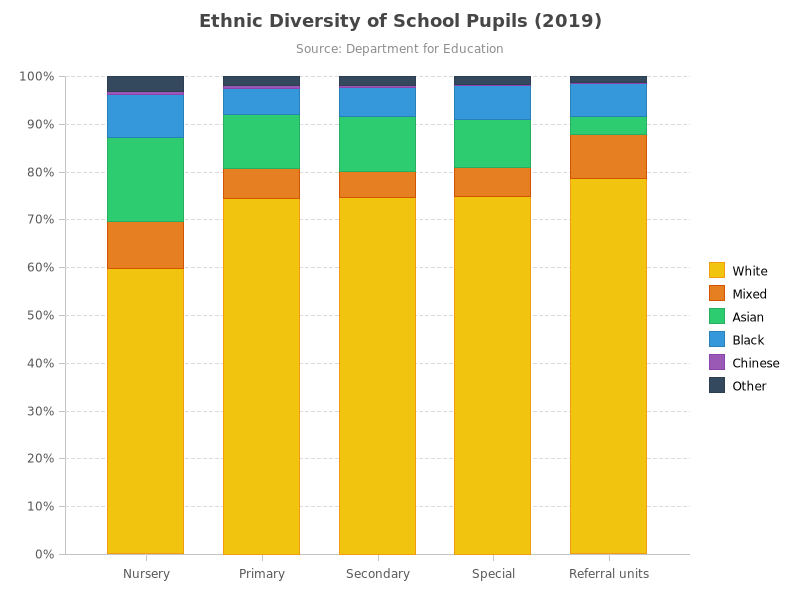 Ethnic Diversity of School Pupils (2019)
Source: Department for Education
100%
90%
80%
70%
60%
50%
40%
30%
20%
10%
0%
Nursery
Primary
Secondary
Special
Referral units
White
Mixed
Asian
Black
Chinese
Other